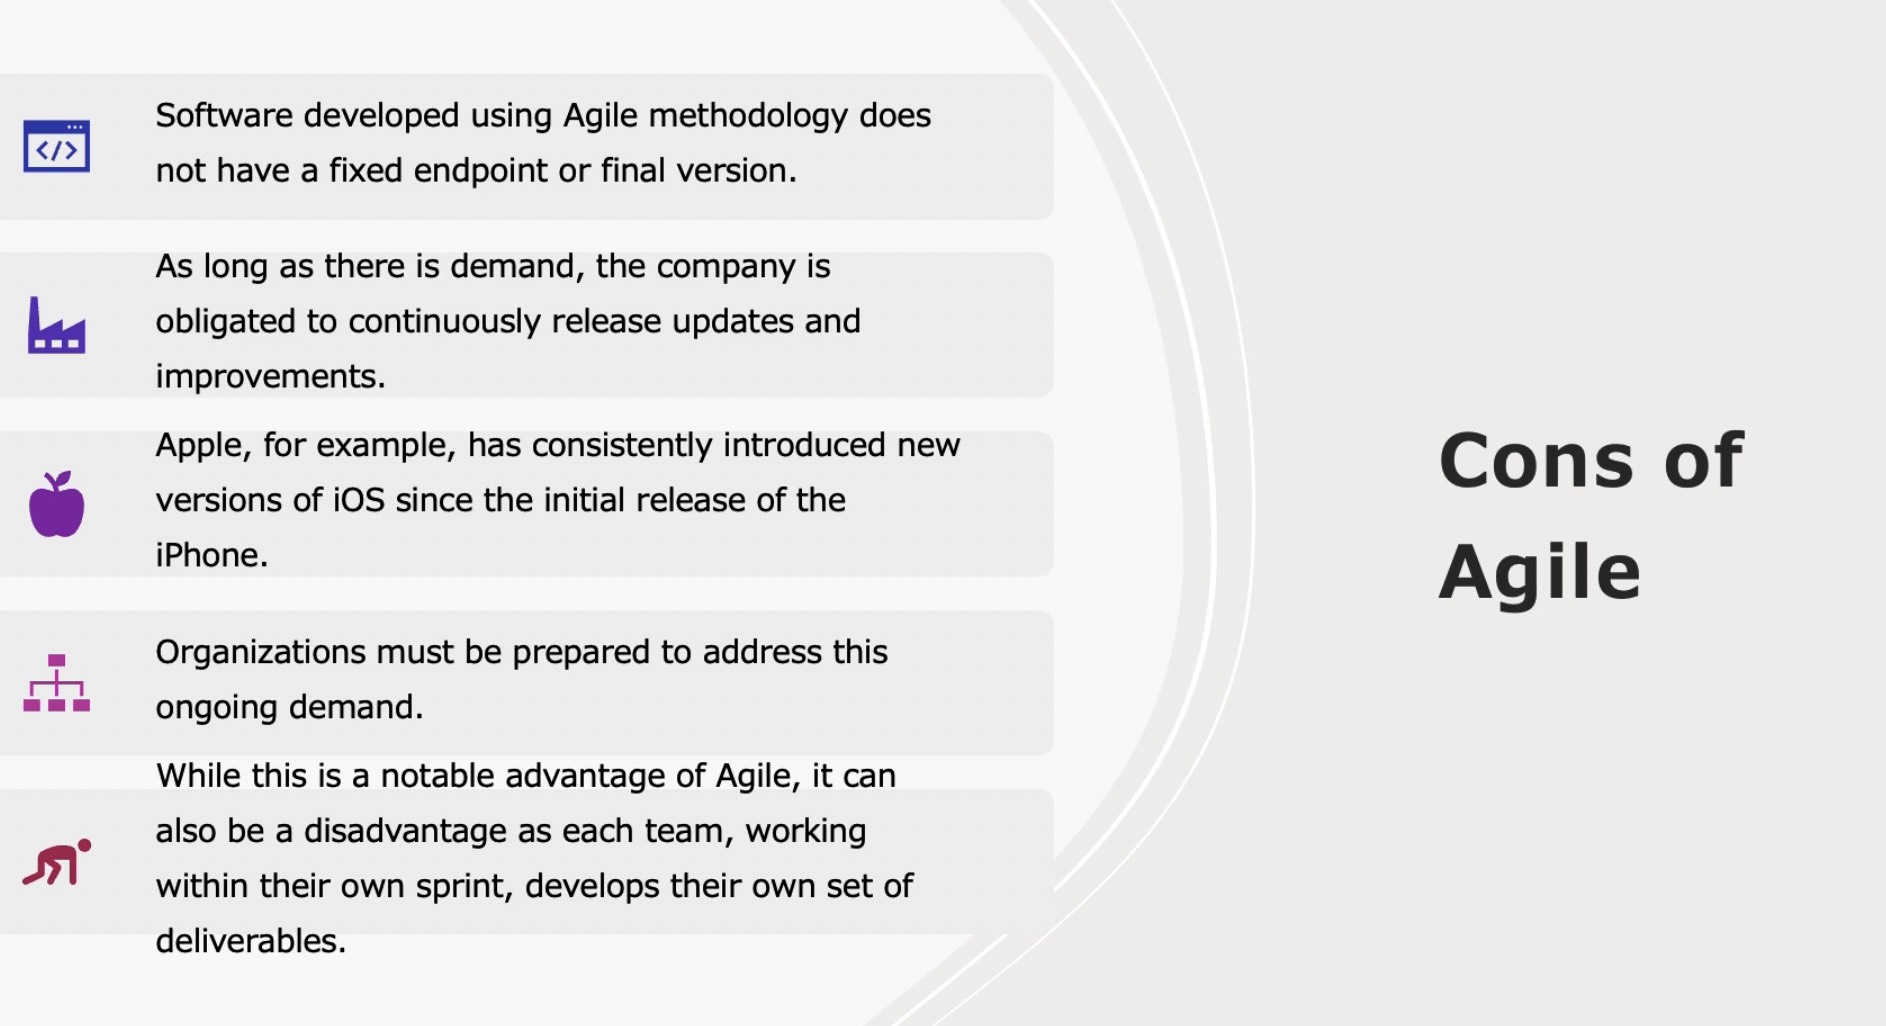 Software developed using Agile methodology does
not have a fixed endpoint or final version.
As long as there is demand, the company is
obligated to continuously release updates and
improvements.
Apple, for example, has consistently introduced new
versions of iOS since the initial release of the
iPhone.
Organizations must be prepared to address this
ongoing demand.
While this is a notable advantage of Agile, it can
also be a disadvantage as each team, working
within their own sprint, develops their own set of
deliverables.
Cons of
Agile